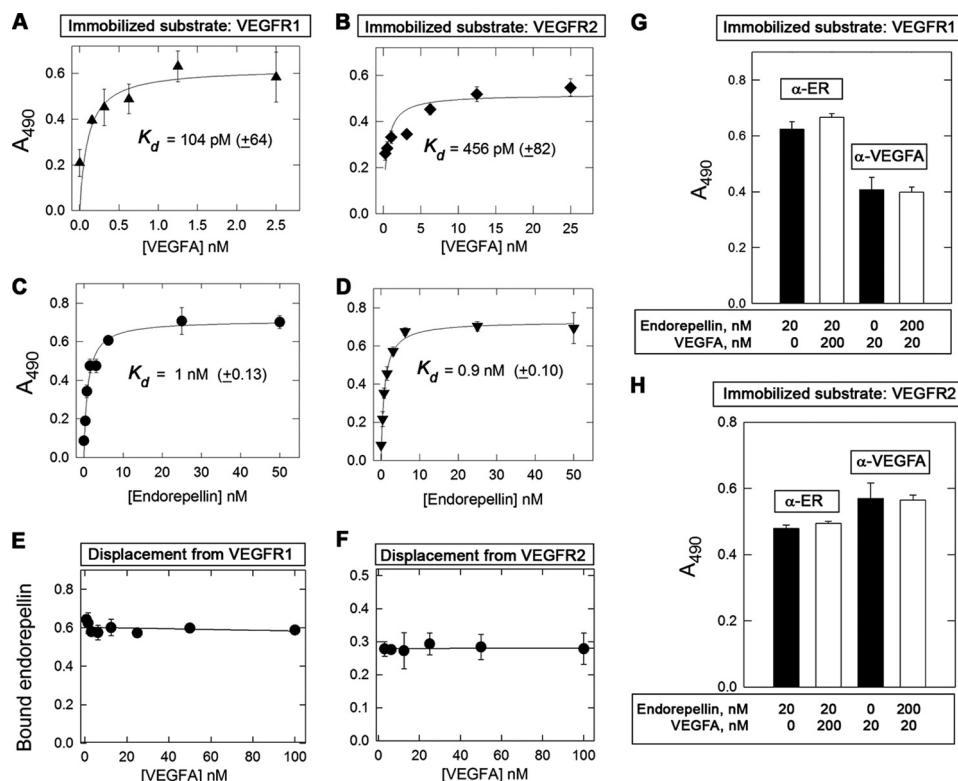 A
Immobilized substrate: VEGFR1
0.6
0.4
0.2
0.0
A490
Kd = 104 pM (±64)
0.0 0.5 1.0 1.5 2.0 2.5
[VEGFA] nM
B
Immobilized substrate: VEGFR2
0.6
0.4
0.2
0.0
Kd = 456 pM (±82)
0 5 10 15 20 25
[VEGFA] nM
C
0.8
0.6
0.4
0.2
0.0
A490
Kd = 1 nM (±0.13)
0 10 20 30 40 50
[Endorepellin] nM
D
0.8
0.6
0.4
0.2
0.0
Kd = 0.9 nM (±0.10)
0 10 20 30 40 50
[Endorepellin] nM
E
Displacement from VEGFR1
0.8
0.6
0.4
0.2
0.0
Bound endorepellin
0 20 40 60 80 100
[VEGFA] nM
F
Displacement from VEGFR2
0.5
0.4
0.3
0.2
0.1
0.0
0 20 40 60 80 100
[VEGFA] nM
G
Immobilized substrate: VEGFR1
0.8
0.6
0.4
0.2
0.0
A490
α-ER
α-VEGFA
Endorepellin, nM 20 20 0 200
VEGFA, nM 0 200 20 20
H
Immobilized substrate: VEGFR2
0.8
0.6
0.4
0.2
0.0
A490
α-VEGFA
α-ER
Endorepellin, nM 20 20 0 200
VEGFA, nM 0 200 20 20